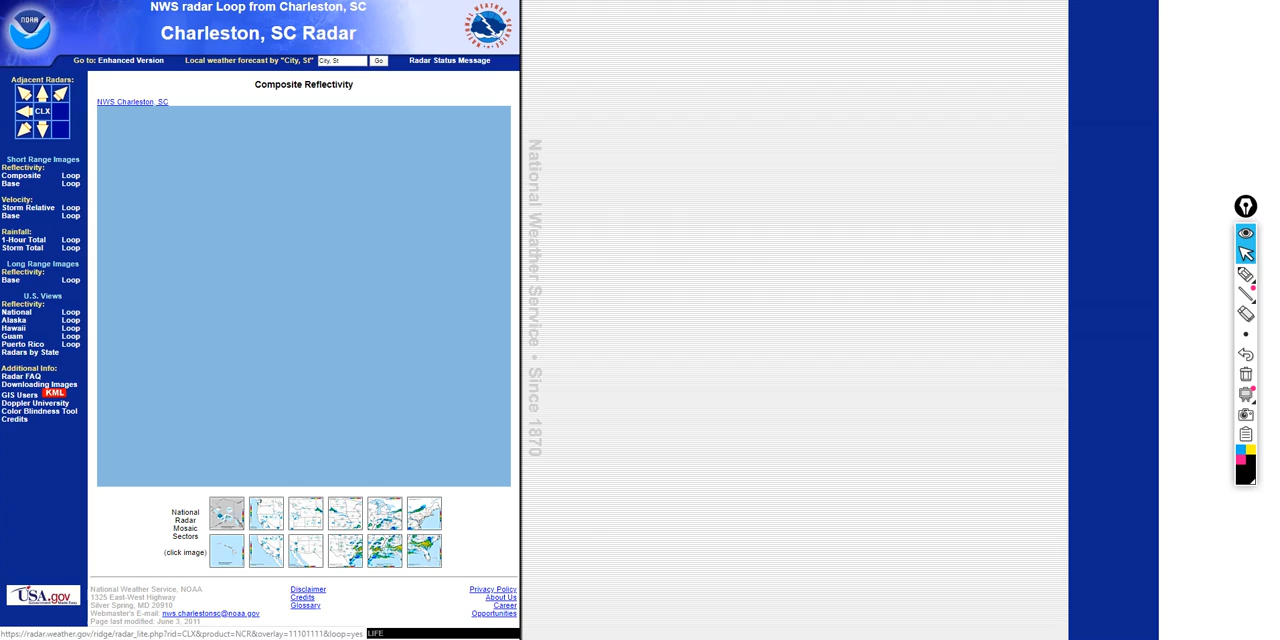 NWS radar Loop from Charleston, SC
NOAA
Charleston, SC Radar
Go to: Enhanced Version
Local weather forecast by "City, St"
City, St
Go
Radar Status Message
Adjacent Radars:
CLX
Composite Reflectivity
NWS Charleston, SC
Short Range Images
Reflectivity:
Composite Loop
Base Loop
Velocity:
Storm Relative Loop
Base Loop
Rainfall:
1-Hour Total Loop
Storm Total Loop
Long Range Images
Reflectivity:
Base Loop
U.S. Views
Reflectivity:
National Loop
Alaska Loop
Hawaii Loop
Guam Loop
Puerto Rico Loop
Radars by State
Additional Info:
Radar FAQ
Downloading Images
GIS Users KML
Doppler University
Color Blindness Tool
Credits
National Weather Service • Since 1870
National
Radar
Mosaic
Sectors
(click image)
USA.gov
National Weather Service, NOAA
1325 East-West Highway
Silver Spring, MD 20910
Webmaster's E-mail: nws.charlestonsc@noaa.gov
Page last modified: June 3, 2011
Disclaimer
Credits
Glossary
Privacy Policy
About Us
Career
Opportunities
https://radar.weather.gov/ridge/radar_lite.php?rid=CLX&product=NCR&overlay=11101111&loop=yes
LIFE